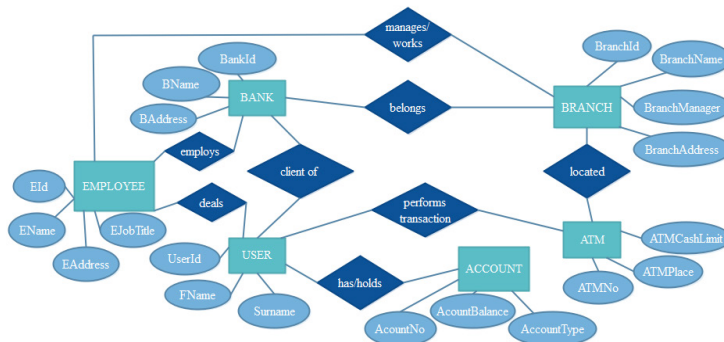 manages/
works
BranchId
BankId
BranchName
BName
BANK
belongs
BRANCH
BranchManager
BAddress
BranchAddress
employs
EId
EMPLOYEE
client of
located
deals
EName
EJobTitle
performs
transaction
ATM
ATMCashLimit
EAddress
UserId
USER
ACCOUNT
ATMPlace
has/holds
ATMNo
FName
Surname
AcountNo
AcountBalance
AccountType